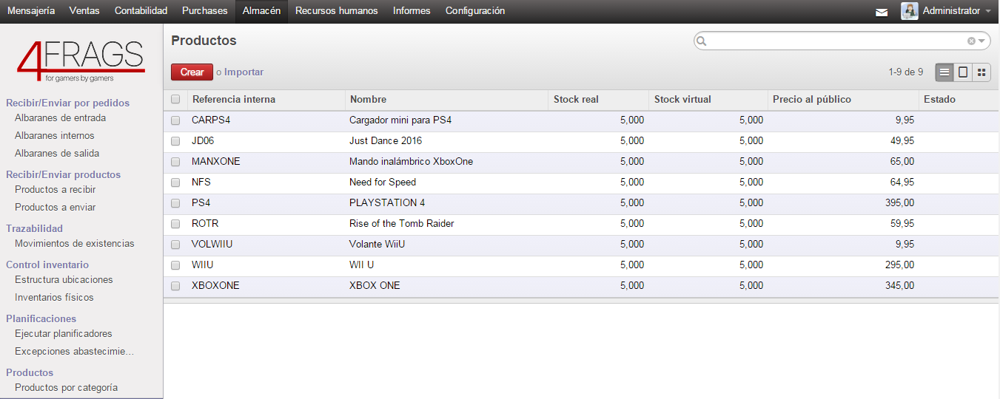 Mensajería Ventas Contabilidad Purchases Almacén Recursos humanos Informes Configuración Administrator
4FRAGS
for gamers by gamers
Recibir/Enviar por pedidos
Albaranes de entrada
Albaranes internos
Albaranes de salida
Recibir/Enviar productos
Productos a recibir
Productos a enviar
Trazabilidad
Movimientos de existencias
Control inventario
Estructura ubicaciones
Inventarios físicos
Planificaciones
Ejecutar planificadores
Excepciones abastecimie...
Productos
Productos por categoría
Productos
Crear o Importar 1-9 de 9
Referencia interna Nombre Stock real Stock virtual Precio al público Estado
CARPS4 Cargador mini para PS4 5,000 5,000 9,95
JD06 Just Dance 2016 5,000 5,000 49,95
MANXONE Mando inalámbrico XboxOne 5,000 5,000 65,00
NFS Need for Speed 5,000 5,000 64,95
PS4 PLAYSTATION 4 5,000 5,000 395,00
ROTR Rise of the Tomb Raider 5,000 5,000 59,95
VOLWIIU Volante WiiU 5,000 5,000 9,95
WIIU WII U 5,000 5,000 295,00
XBOXONE XBOX ONE 5,000 5,000 345,00